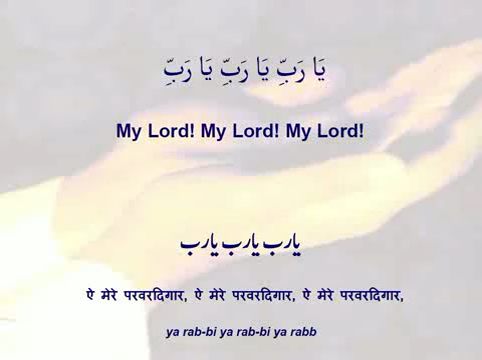 يَا رَبِّ يَا رَبِّ يَا رَبِّ
My Lord! My Lord! My Lord!
یارب یارب یارب
ऐ मेरे परवरदिगार, ऐ मेरे परवरदिगार, ऐ मेरे परवरदिगार,
ya rab-bi ya rab-bi ya rabb